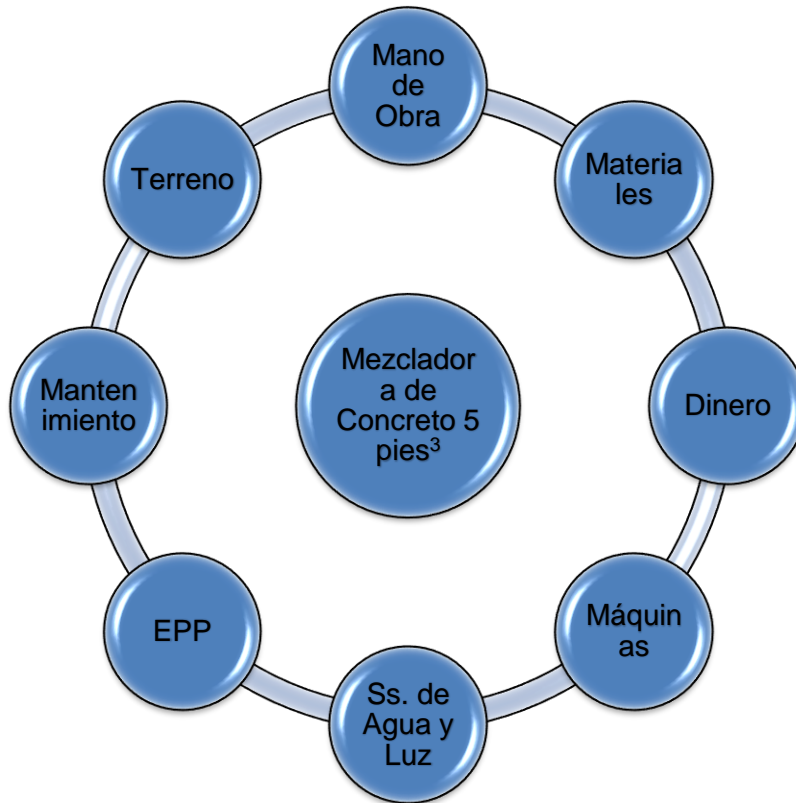 Mano
de
Obra
Materia
les
Dinero
Máquin
as
Ss. de
Agua y
Luz
EPP
Manten
imiento
Terreno
Mezclador
a de
Concreto 5
pies³